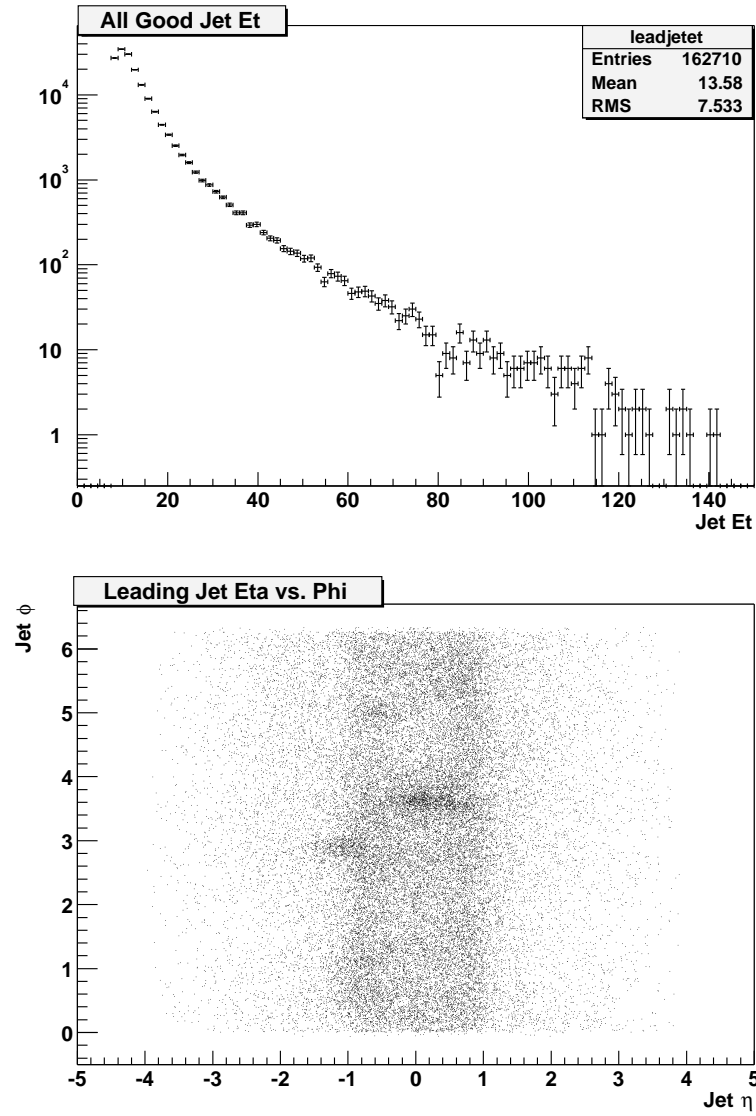 All Good Jet Et
leadjetet
Entries 162710
Mean 13.58
RMS 7.533
10^4
10^3
10^2
10
1
0 20 40 60 80 100 120 140
Jet Et
Leading Jet Eta vs. Phi
Jet ϕ
6
5
4
3
2
1
0
-5 -4 -3 -2 -1 0 1 2 3 4 5
Jet η